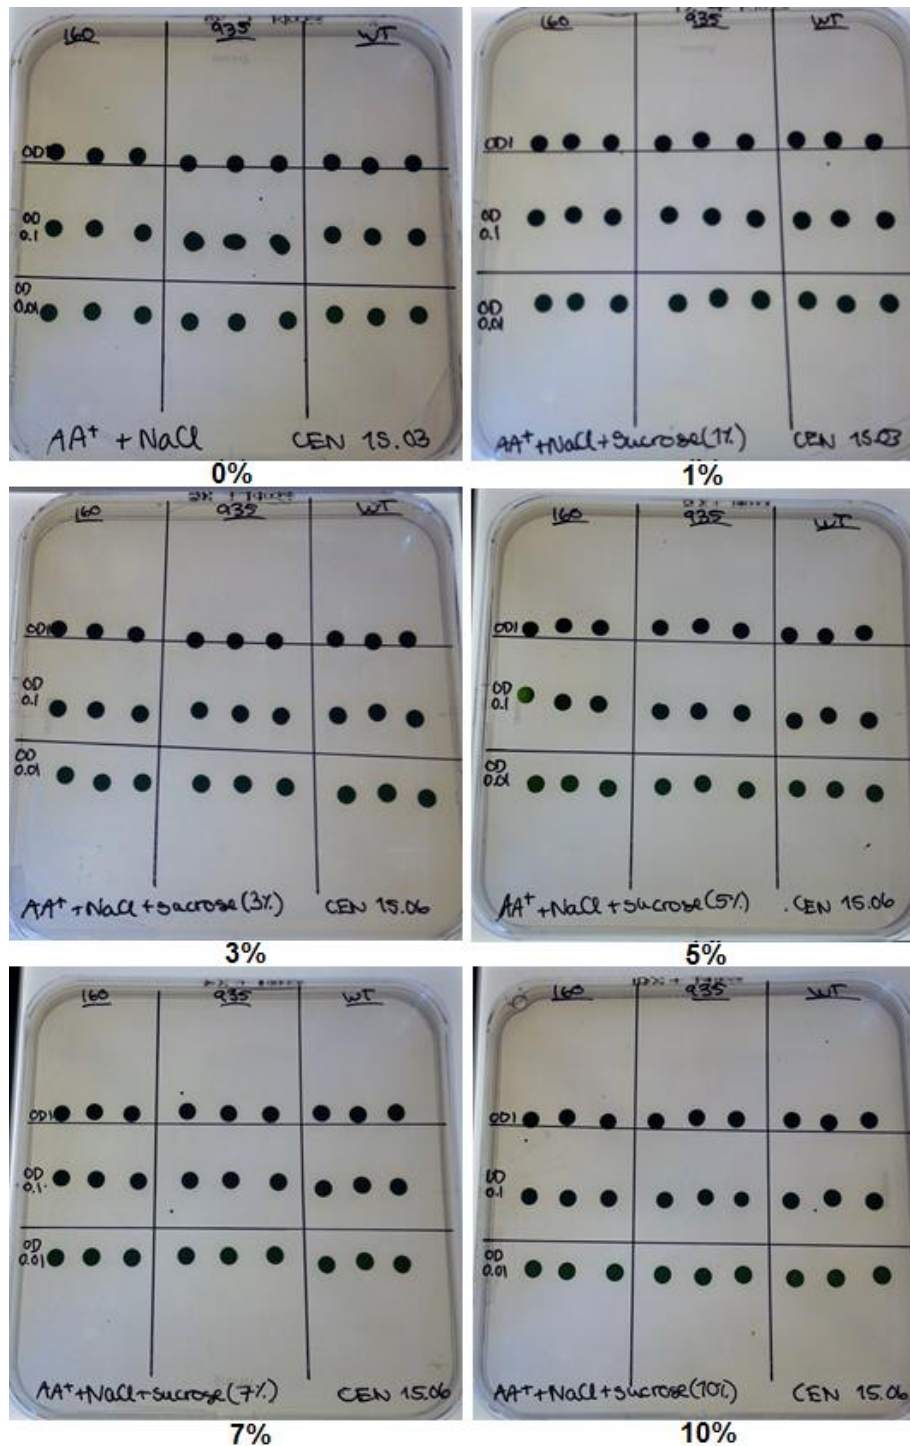 160 935 WT
OD1
OD
0.1
OD
0.01
AA+ + NaCl CEN 15.03
0%
160 935 WT
OD1
OD
0.1
OD
0.01
AA+ + NaCl + Sucrose (1%) CEN 15.03
1%
160 935 WT
OD1
OD
0.1
OD
0.01
AA+ + NaCl + sucrose (3%) CEN 15.06
3%
160 935 WT
OD1
OD
0.1
OD
0.01
AA+ + NaCl + sucrose (5%) CEN 15.06
5%
160 935 WT
OD1
OD
0.1
OD
0.01
AA+ + NaCl + sucrose (7%) CEN 15.06
7%
160 935 WT
OD1
OD
0.1
OD
0.01
AA+ + NaCl + sucrose (10%) CEN 15.06
10%